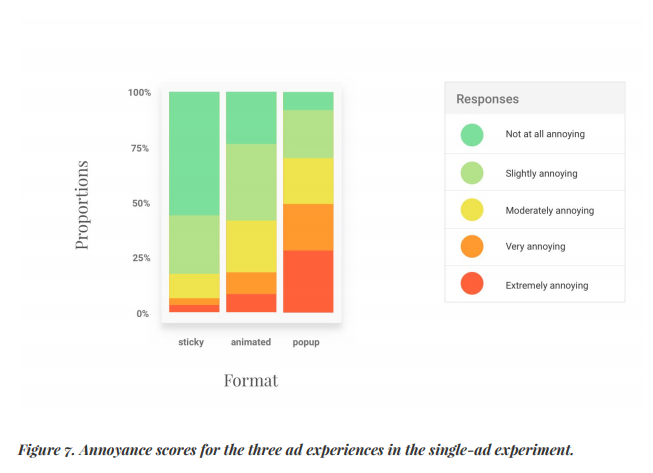 100%
75%
50%
25%
0%
Proportions
sticky
animated
popup
Format
Responses
Not at all annoying
Slightly annoying
Moderately annoying
Very annoying
Extremely annoying
Figure 7. Annoyance scores for the three ad experiences in the single-ad experiment.